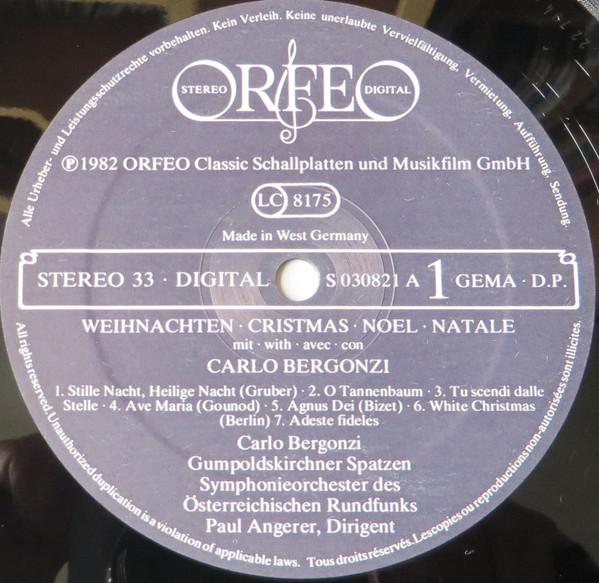 Alle Urheber- und Leistungsschutzrechte vorbehalten. Kein Verleih. Keine unerlaubte Vervielfältigung, Vermietung, Aufführung, Sendung.
STEREO ORFEO DIGITAL
Ⓟ1982 ORFEO Classic Schallplatten und Musikfilm GmbH
LC 8175
Made in West Germany
STEREO 33 · DIGITAL S 030821 A 1 GEMA · D.P.
WEIHNACHTEN · CRISTMAS · NOEL · NATALE
mit · with · avec · con
CARLO BERGONZI
1. Stille Nacht, Heilige Nacht (Gruber) · 2. O Tannenbaum · 3. Tu scendi dalle
Stelle · 4. Ave Maria (Gounod) · 5. Agnus Dei (Bizet) · 6. White Christmas
(Berlin) 7. Adeste fideles
Carlo Bergonzi
Gumpoldskirchner Spatzen
Symphonieorchester des
Österreichischen Rundfunks
Paul Angerer, Dirigent
All rights reserved. Unauthorized duplication is a violation of applicable laws. Tous droits réservés. Les copies ou reproductions non-autorisées sont illicites.